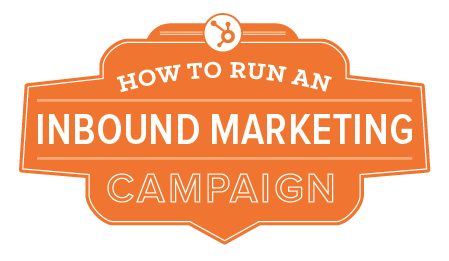 HOW TO RUN AN
INBOUND MARKETING
CAMPAIGN